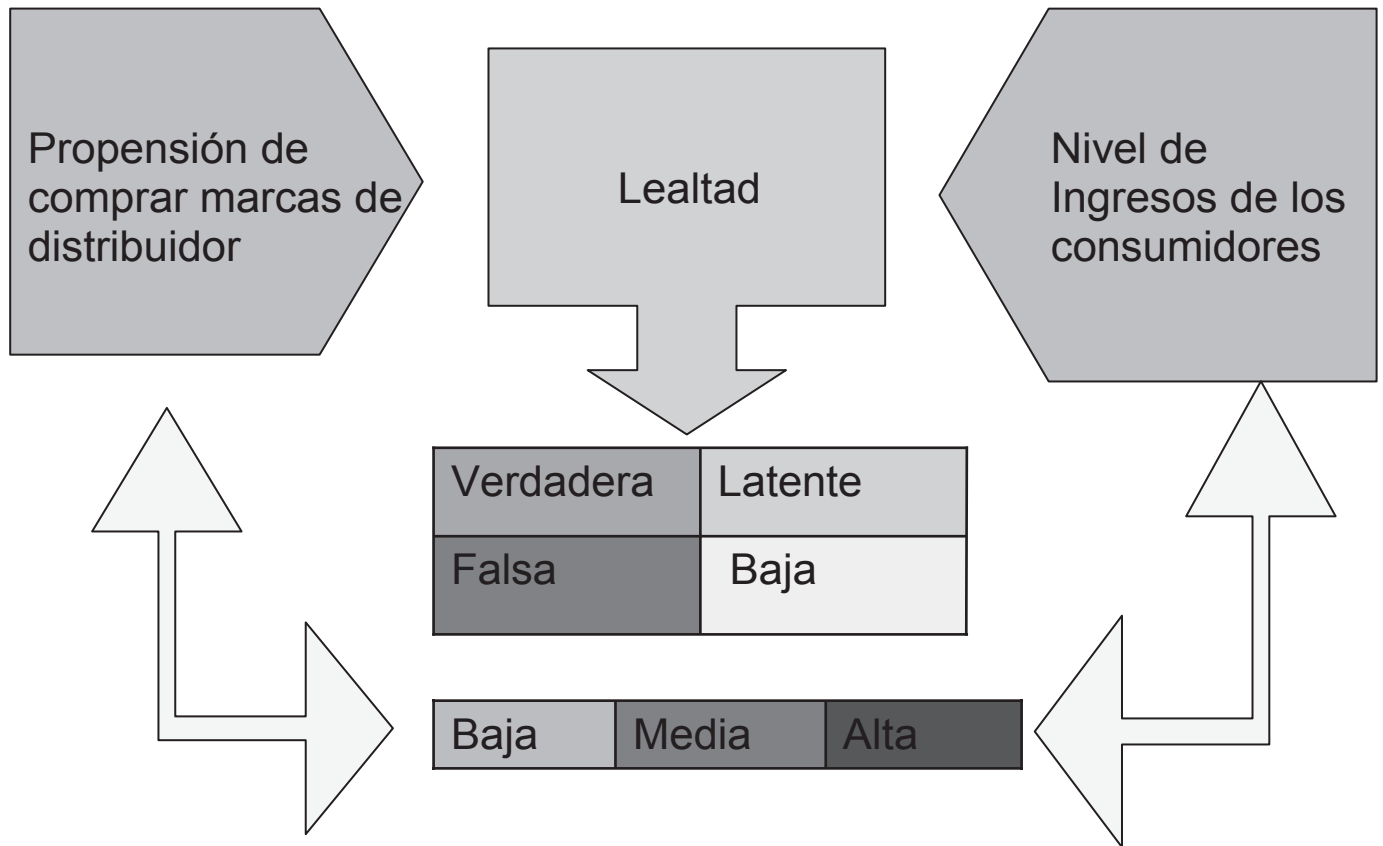 Propensión de
comprar marcas de
distribuidor
Lealtad
Nivel de
Ingresos de los
consumidores
Verdadera
Latente
Falsa
Baja
Baja
Media
Alta